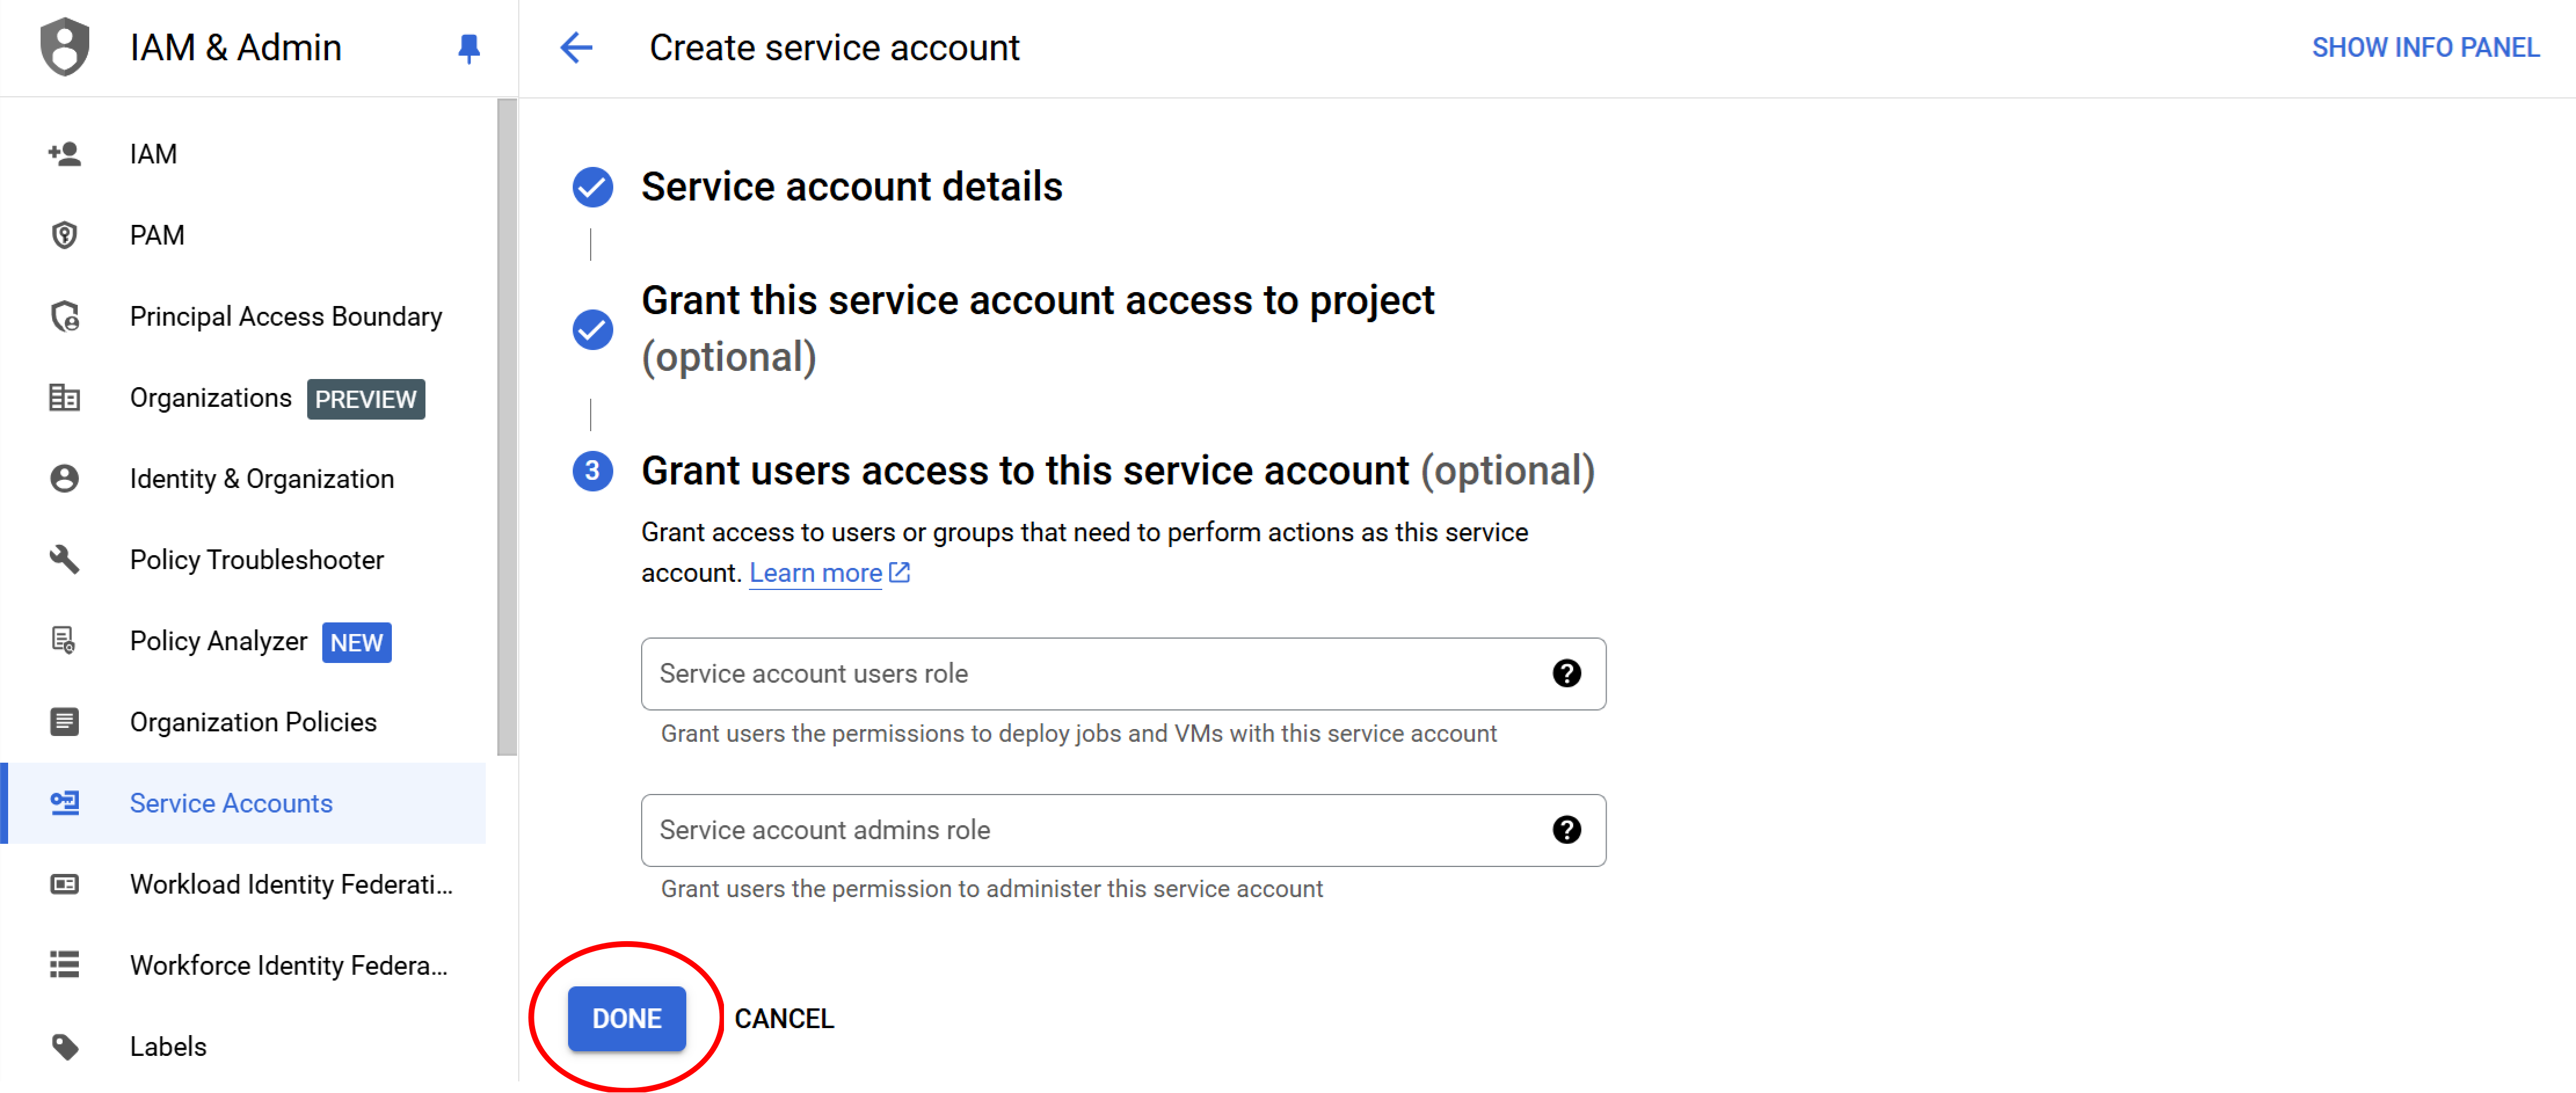 IAM & Admin
Create service account
SHOW INFO PANEL
IAM
PAM
Principal Access Boundary
Organizations PREVIEW
Identity & Organization
Policy Troubleshooter
Policy Analyzer NEW
Organization Policies
Service Accounts
Workload Identity Federati...
Workforce Identity Federa...
Labels
Service account details
Grant this service account access to project
(optional)
3 Grant users access to this service account (optional)
Grant access to users or groups that need to perform actions as this service
account. Learn more
Service account users role
Grant users the permissions to deploy jobs and VMs with this service account
Service account admins role
Grant users the permission to administer this service account
DONE CANCEL